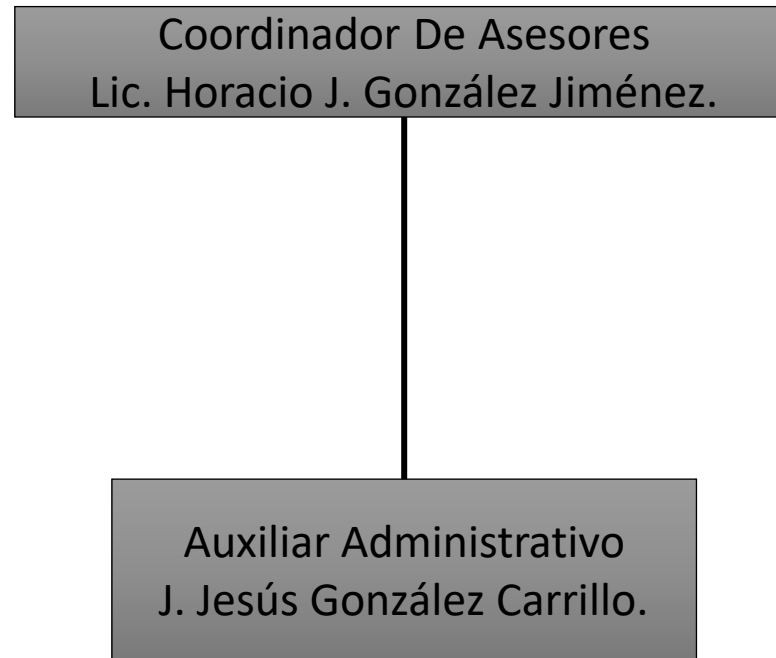 Coordinador De Asesores
Lic. Horacio J. González Jiménez.
Auxiliar Administrativo
J. Jesús González Carrillo.